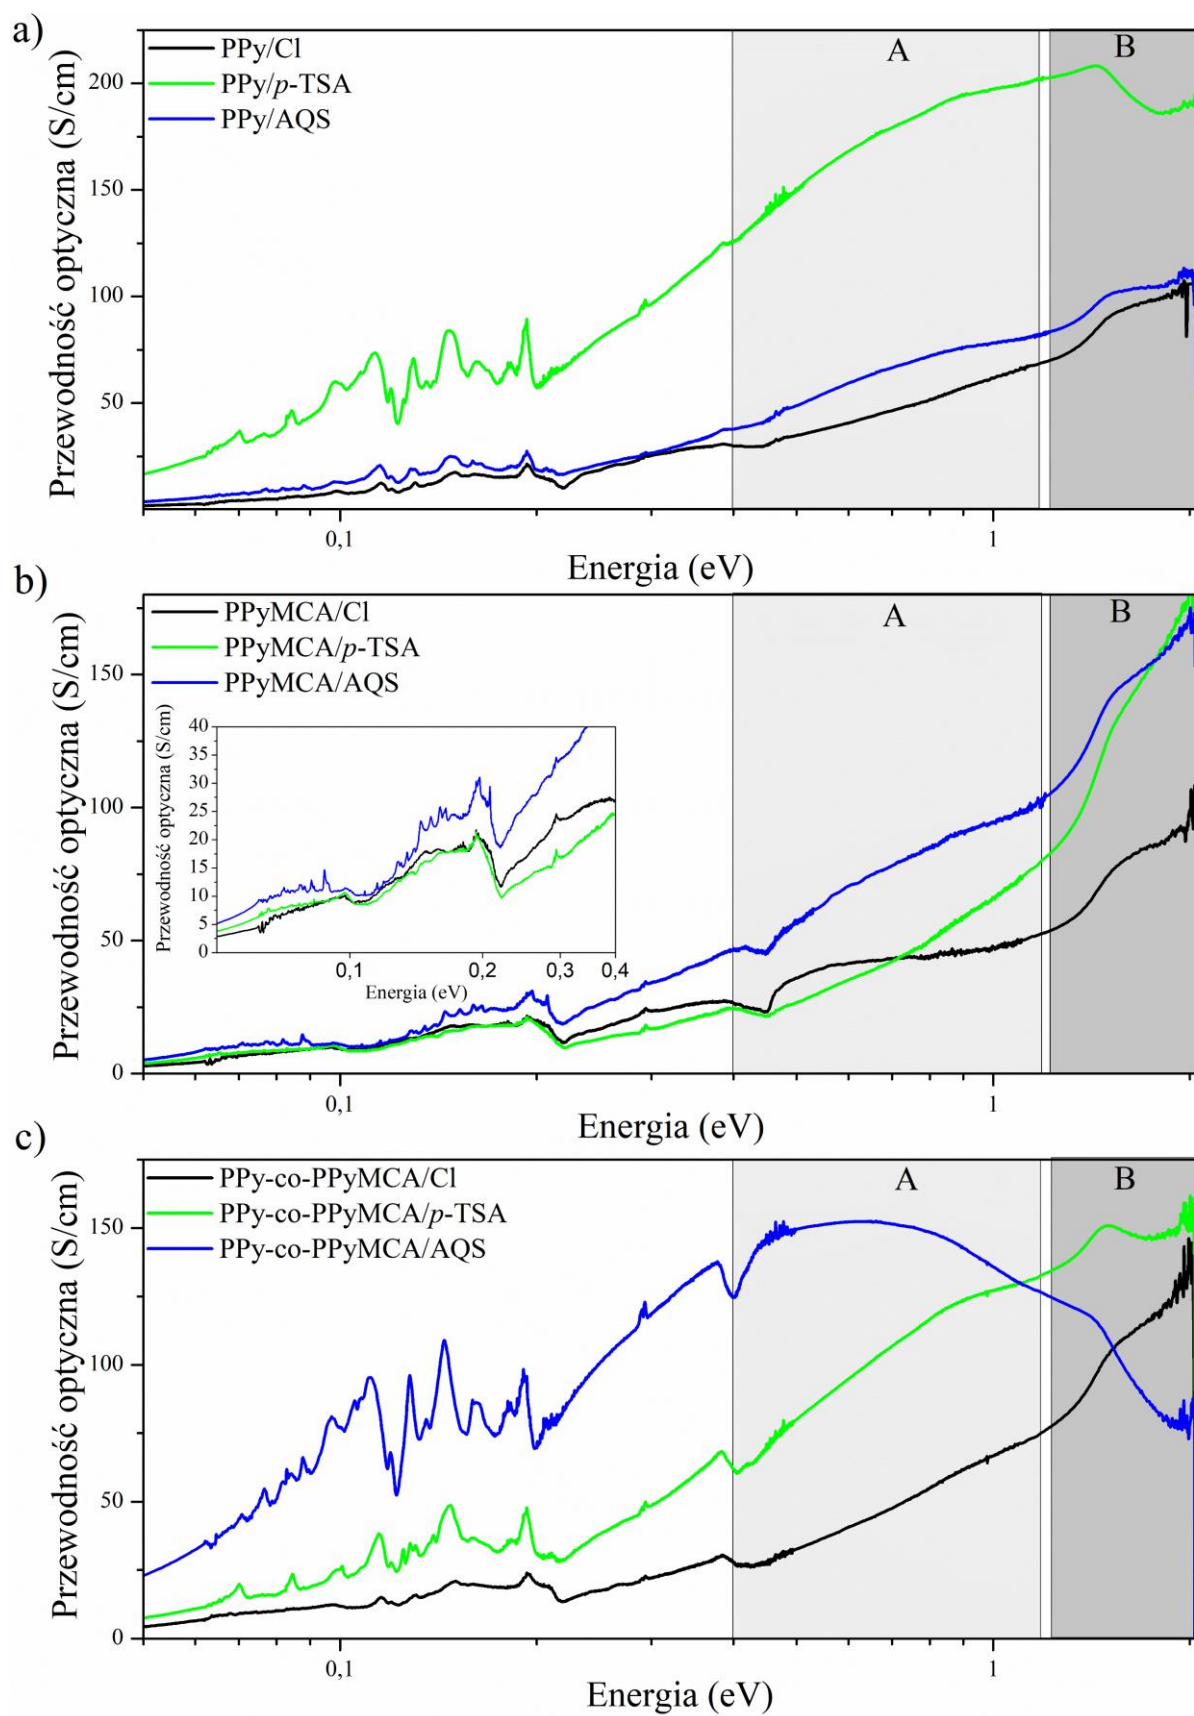 a)
PPy/Cl
PPy/p-TSA
PPy/AQS
A
B
Przewodność optyczna (S/cm)
200
150
100
50
0,1
1
Energia (eV)
b)
PPyMCA/Cl
PPyMCA/p-TSA
PPyMCA/AQS
A
B
Przewodność optyczna (S/cm)
150
100
50
0
Przewodność optyczna (S/cm)
40
35
30
25
20
15
10
5
0
0,1
0,2
0,3
0,4
Energia (eV)
0,1
1
Energia (eV)
c)
PPy-co-PPyMCA/Cl
PPy-co-PPyMCA/p-TSA
PPy-co-PPyMCA/AQS
A
B
Przewodność optyczna (S/cm)
150
100
50
0
0,1
1
Energia (eV)